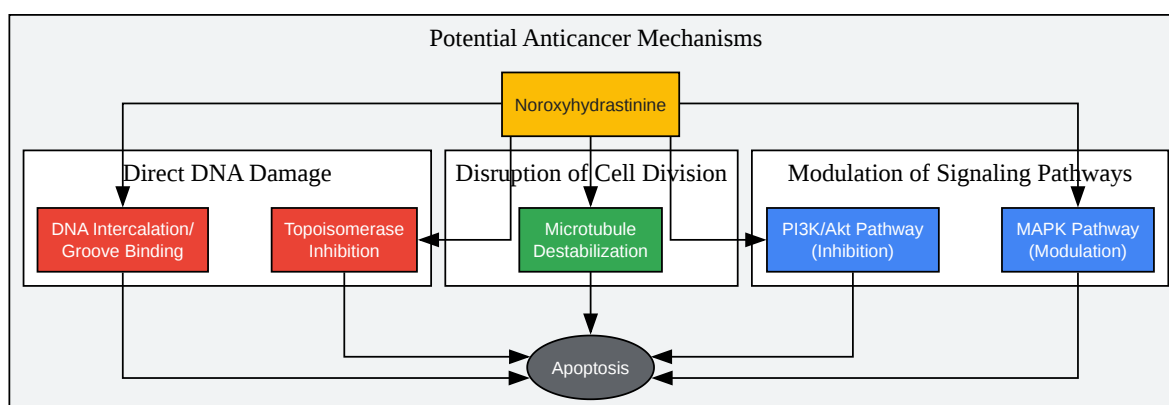 Potential Anticancer Mechanisms
Noroxyhydrastinine
Direct DNA Damage
Disruption of Cell Division
Modulation of Signaling Pathways
DNA Intercalation/
Groove Binding
Topoisomerase
Inhibition
Microtubule
Destabilization
PI3K/Akt Pathway
(Inhibition)
MAPK Pathway
(Modulation)
Apoptosis